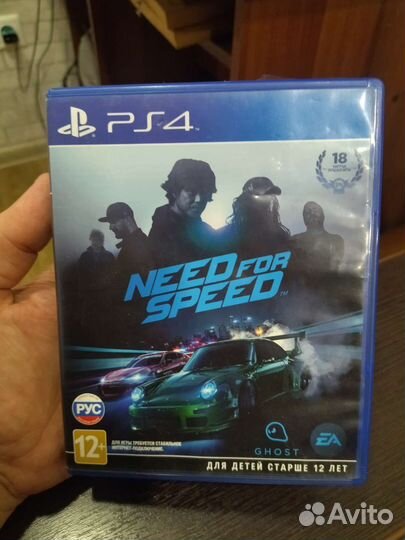 PS4
18
NEED FOR
SPEED™
РУС
12+
ДЛЯ ИГРЫ ТРЕБУЕТСЯ СТАБИЛЬНОЕ
ИНТЕРНЕТ-ПОДКЛЮЧЕНИЕ.
GHOST
EA
ДЛЯ ДЕТЕЙ СТАРШЕ 12 ЛЕТ
Avito